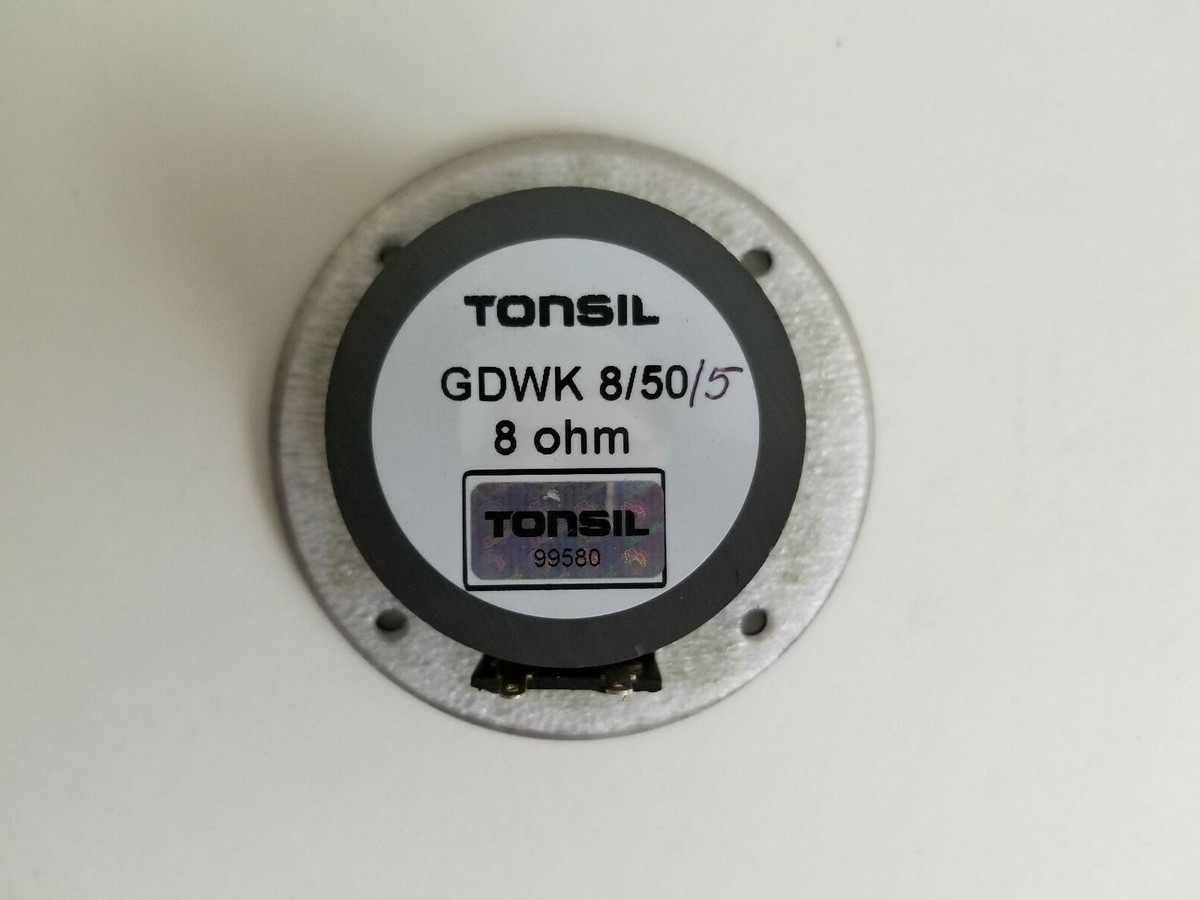 TONSIL
GDWK 8/50/5
8 ohm
TONSIL
99580